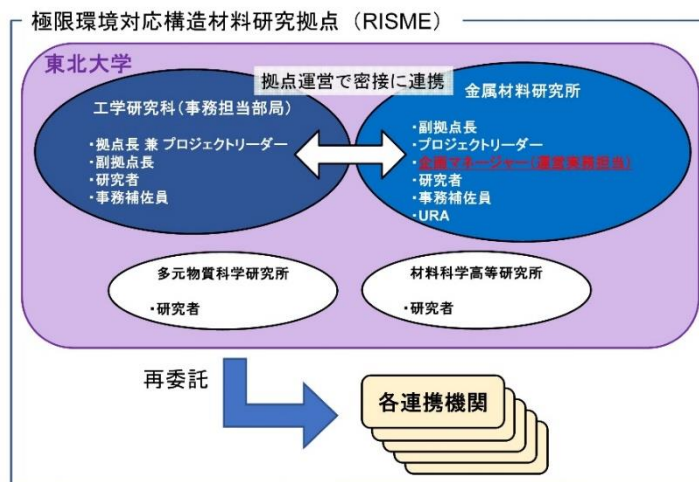 極限環境対応構造材料研究拠点（RISME）
東北大学
拠点運営で密接に連携
工学研究科（事務担当部局）
・拠点長 兼 プロジェクトリーダー
・副拠点長
・研究者
・事務補佐員
金属材料研究所
・副拠点長
・プロジェクトリーダー
・企画マネージャー（運営実務担当）
・研究者
・事務補佐員
・URA
多元物質科学研究所
・研究者
材料科学高等研究所
・研究者
再委託
各連携機関